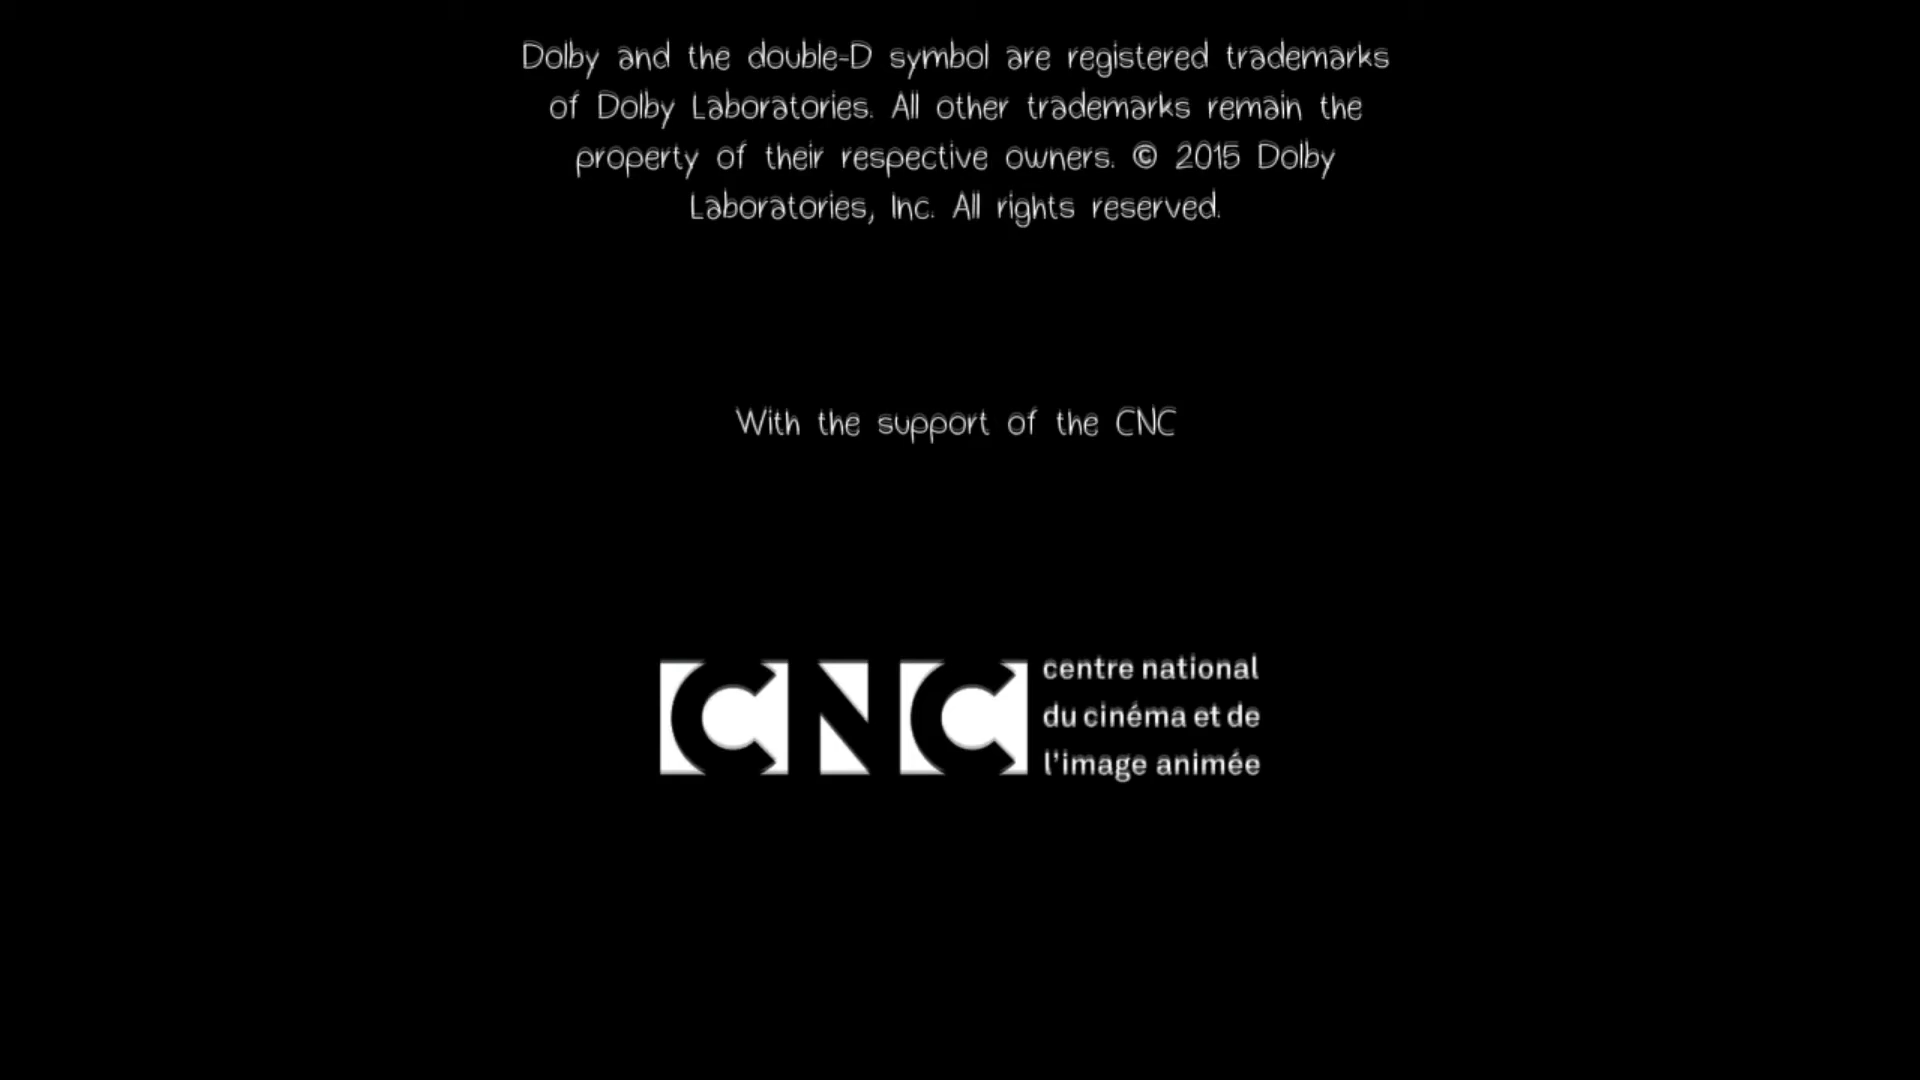 Dolby and the double-D symbol are registered trademarks
of Dolby Laboratories. All other trademarks remain the
property of their respective owners. © 2015 Dolby
Laboratories, Inc. All rights reserved.
With the support of the CNC
CNC
centre national
du cinéma et de
l'image animée